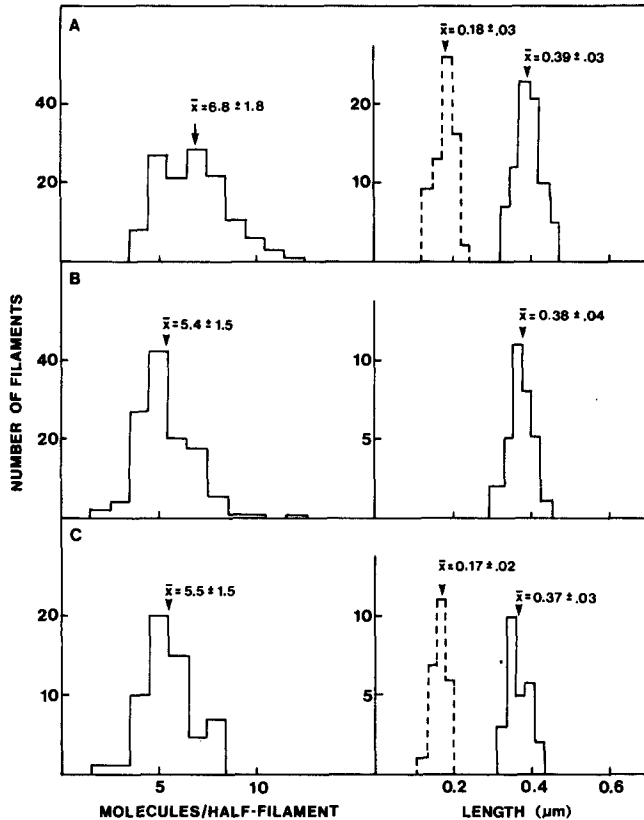 A
x̄=6.8±1.8
x̄=0.18±.03
x̄=0.39±.03
40
20
20
10
B
x̄=5.4±1.5
x̄=0.38±.04
40
20
10
5
C
x̄=5.5±1.5
x̄=0.17±.02
x̄=0.37±.03
20
10
10
5
NUMBER OF FILAMENTS
5
10
0.2
0.4
0.6
MOLECULES/HALF-FILAMENT
LENGTH (μm)